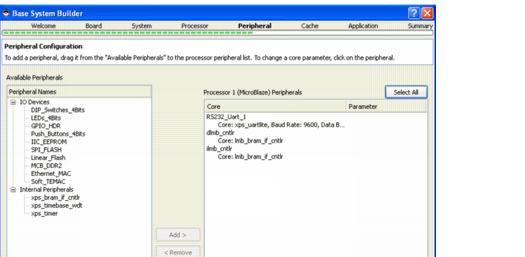 Base System Builder
Welcome Board System Processor Peripheral Cache Application Summary
Peripheral Configuration
To add a peripheral, drag it from the "Available Peripherals" to the processor peripheral list. To change a core parameter, click on the peripheral.
Available Peripherals
Peripheral Names
IO Devices
DIP_Switches_4Bits
LEDs_4Bits
GPIO_HDR
Push_Buttons_4Bits
IIC_EEPROM
SPI_FLASH
Linear_Flash
MCB_DDR2
Ethernet_MAC
Soft_TEMAC
Internal Peripherals
xps_bram_if_cntlr
xps_timebase_wdt
xps_timer
Add >
< Remove
Processor 1 (MicroBlaze) Peripherals
Select All
Core Parameter
RS232_Uart_1
Core: xps_uartlite, Baud Rate: 9600, Data B...
dlmb_cntlr
Core: lmb_bram_if_cntlr
ilmb_cntlr
Core: lmb_bram_if_cntlr